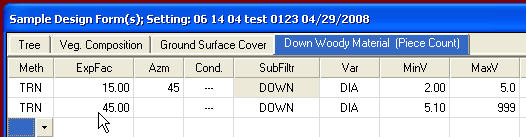 Sample Design Form(s); Setting: 06 14 04 test 0123 04/29/2008
Tree Veg. Composition Ground Surface Cover Down Woody Material (Piece Count)
Meth ExpFac Azm Cond. SubFiltr Var MinV MaxV
TRN 15.00 45 --- DOWN DIA 2.00 5.0
TRN 45.00 --- DOWN DIA 5.10 999